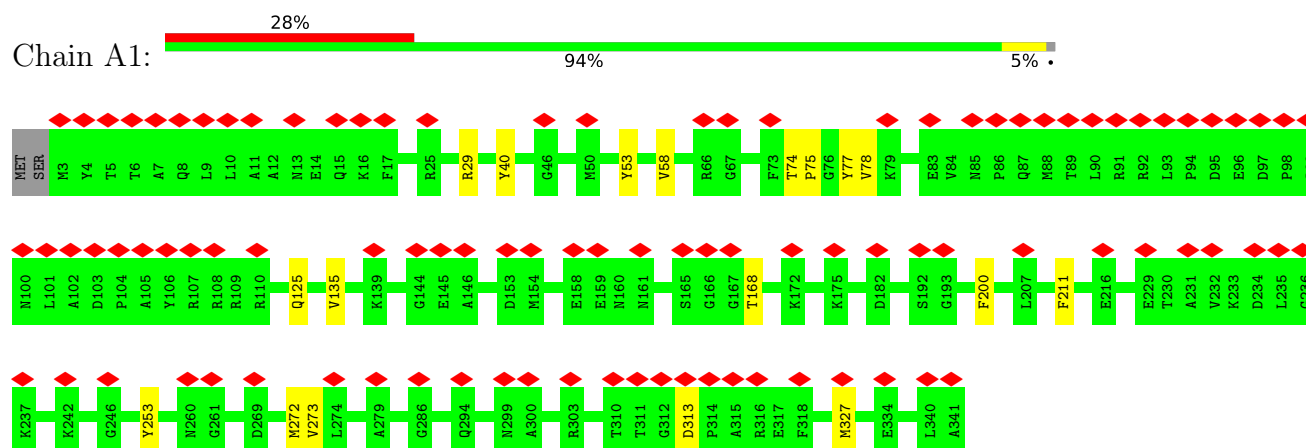 28%
Chain A1:
94% 5% •
MET SER M3 Y4 T5 T6 A7 Q8 L9 L10 A11 A12 N13 E14 Q15 K16 F17 R25 R29 Y40 G46 M50 Y53 V58 R66 G67 F73 T74 P75 G76 Y77 V78 K79 E83 V84 N85 P86 Q87 M88 T89 L90 R91 R92 L93 P94 D95 E96 D97 P98
N100 L101 A102 D103 P104 A105 Y106 R107 R108 R109 R110 Q125 V135 K139 G144 E145 A146 D153 M154 E158 E159 N160 N161 S165 G166 G167 T168 K172 K175 D182 S192 G193 F200 L207 F211 E216 E229 T230 A231 V232 K233 D234 L235 G236
K237 K242 G246 Y253 N260 G261 D269 M272 V273 L274 A279 G286 Q294 N299 A300 R303 T310 T311 G312 D313 P314 A315 R316 E317 F318 M327 E334 L340 A341